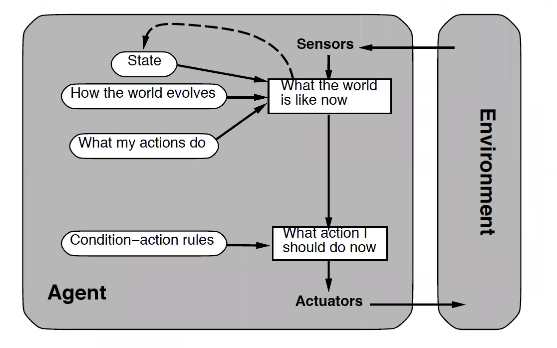 Sensors
State
What the world
is like now
How the world evolves
What my actions do
Condition−action rules
What action I
should do now
Agent
Actuators
Environment